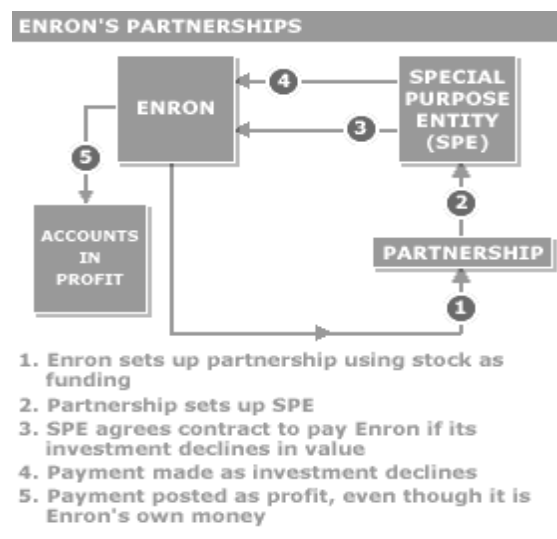 ENRON'S PARTNERSHIPS
ENRON
4
SPECIAL
PURPOSE
ENTITY
(SPE)
3
5
2
ACCOUNTS
IN
PROFIT
PARTNERSHIP
1
1. Enron sets up partnership using stock as
funding
2. Partnership sets up SPE
3. SPE agrees contract to pay Enron if its
investment declines in value
4. Payment made as investment declines
5. Payment posted as profit, even though it is
Enron's own money